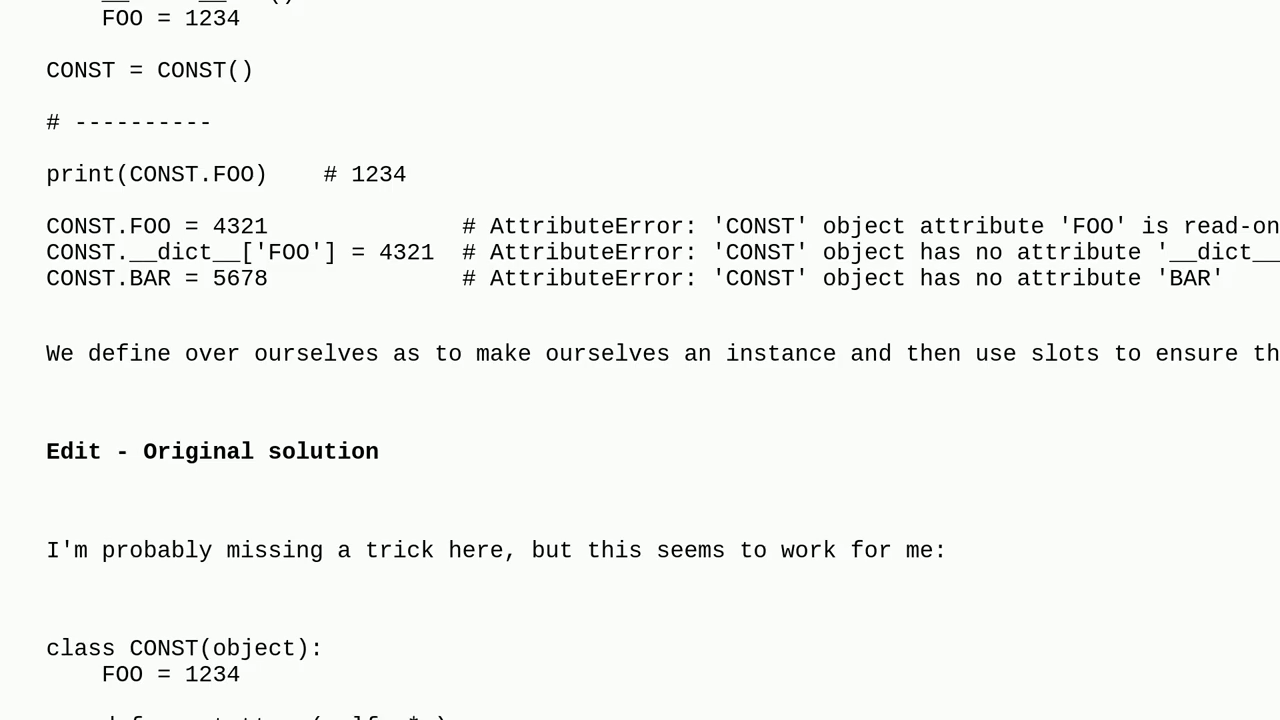 FOO = 1234
CONST = CONST()
# ----------
print(CONST.FOO)    # 1234
CONST.FOO = 4321              # AttributeError: 'CONST' object attribute 'FOO' is read-on
CONST.__dict__['FOO'] = 4321  # AttributeError: 'CONST' object has no attribute '__dict__
CONST.BAR = 5678              # AttributeError: 'CONST' object has no attribute 'BAR'
We define over ourselves as to make ourselves an instance and then use slots to ensure th
Edit - Original solution
I'm probably missing a trick here, but this seems to work for me:
class CONST(object):
    FOO = 1234